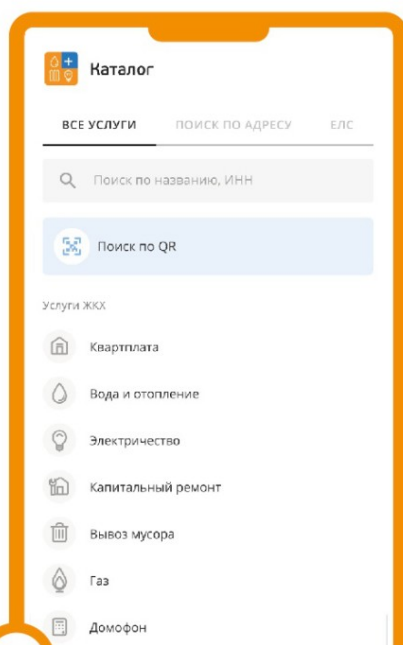 Каталог
ВСЕ УСЛУГИ ПОИСК ПО АДРЕСУ ЕЛС
Поиск по названию, ИНН
Поиск по QR
Услуги ЖКХ
Квартплата
Вода и отопление
Электричество
Капитальный ремонт
Вывоз мусора
Газ
Домофон